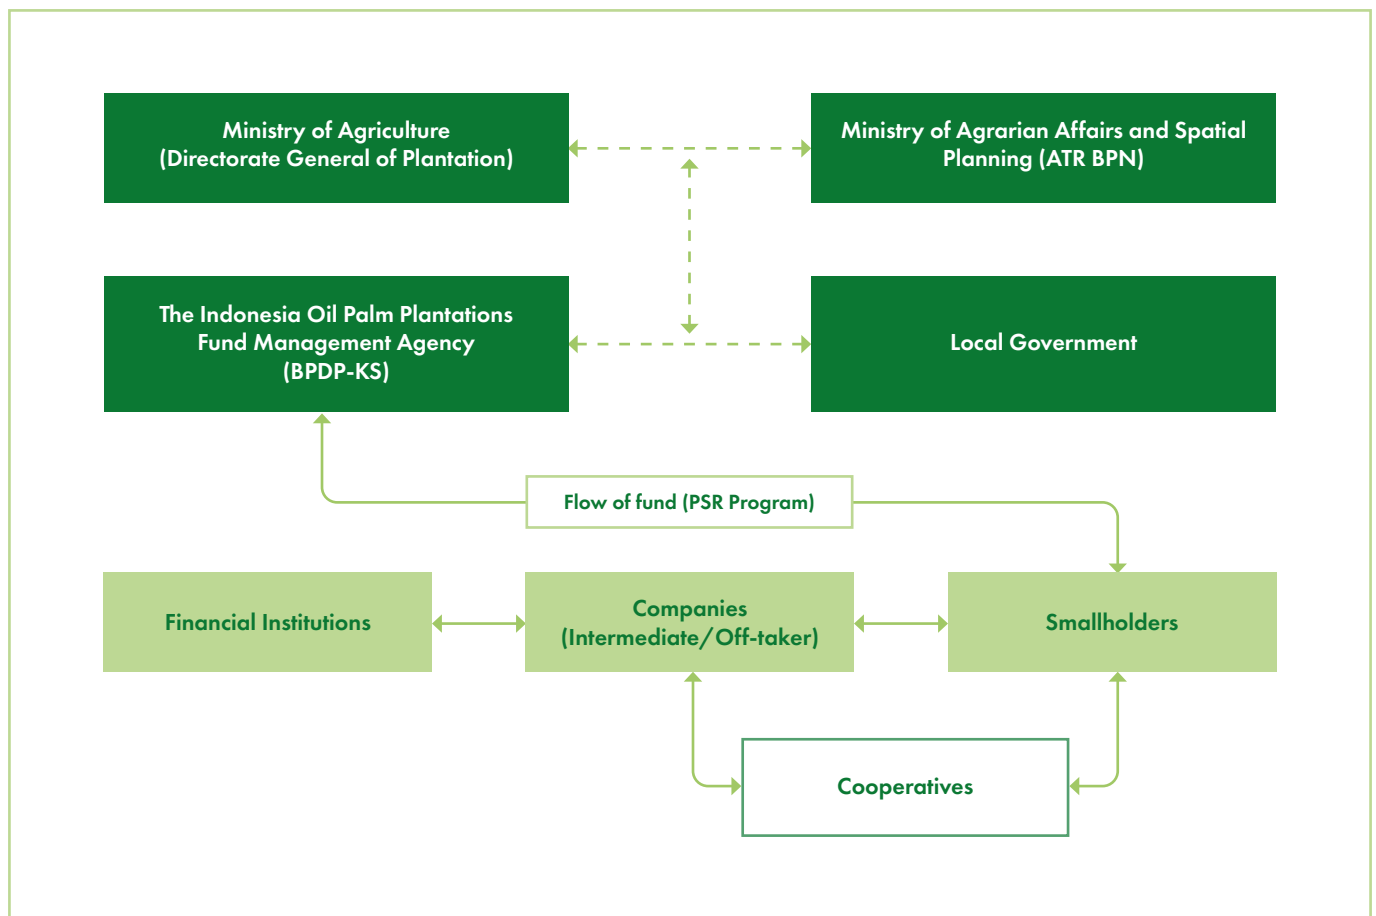 Ministry of Agriculture
(Directorate General of Plantation)
Ministry of Agrarian Affairs and Spatial
Planning (ATR BPN)
The Indonesia Oil Palm Plantations
Fund Management Agency
(BPDP-KS)
Local Government
Flow of fund (PSR Program)
Financial Institutions
Companies
(Intermediate/Off-taker)
Smallholders
Cooperatives